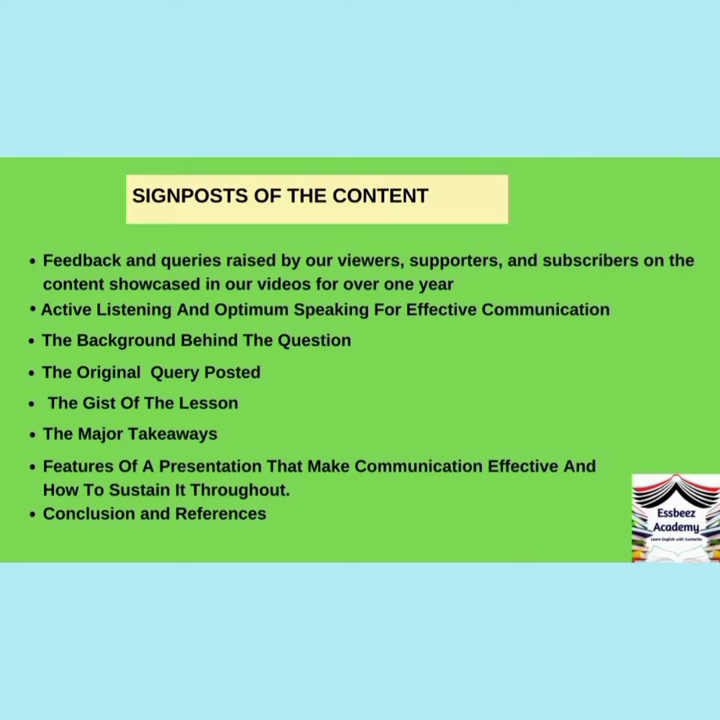 SIGNPOSTS OF THE CONTENT
• Feedback and queries raised by our viewers, supporters, and subscribers on the
content showcased in our videos for over one year
• Active Listening And Optimum Speaking For Effective Communication
• The Background Behind The Question
• The Original Query Posted
• The Gist Of The Lesson
• The Major Takeaways
• Features Of A Presentation That Make Communication Effective And
How To Sustain It Throughout.
• Conclusion and References
Essbeez
Academy
Learn English with